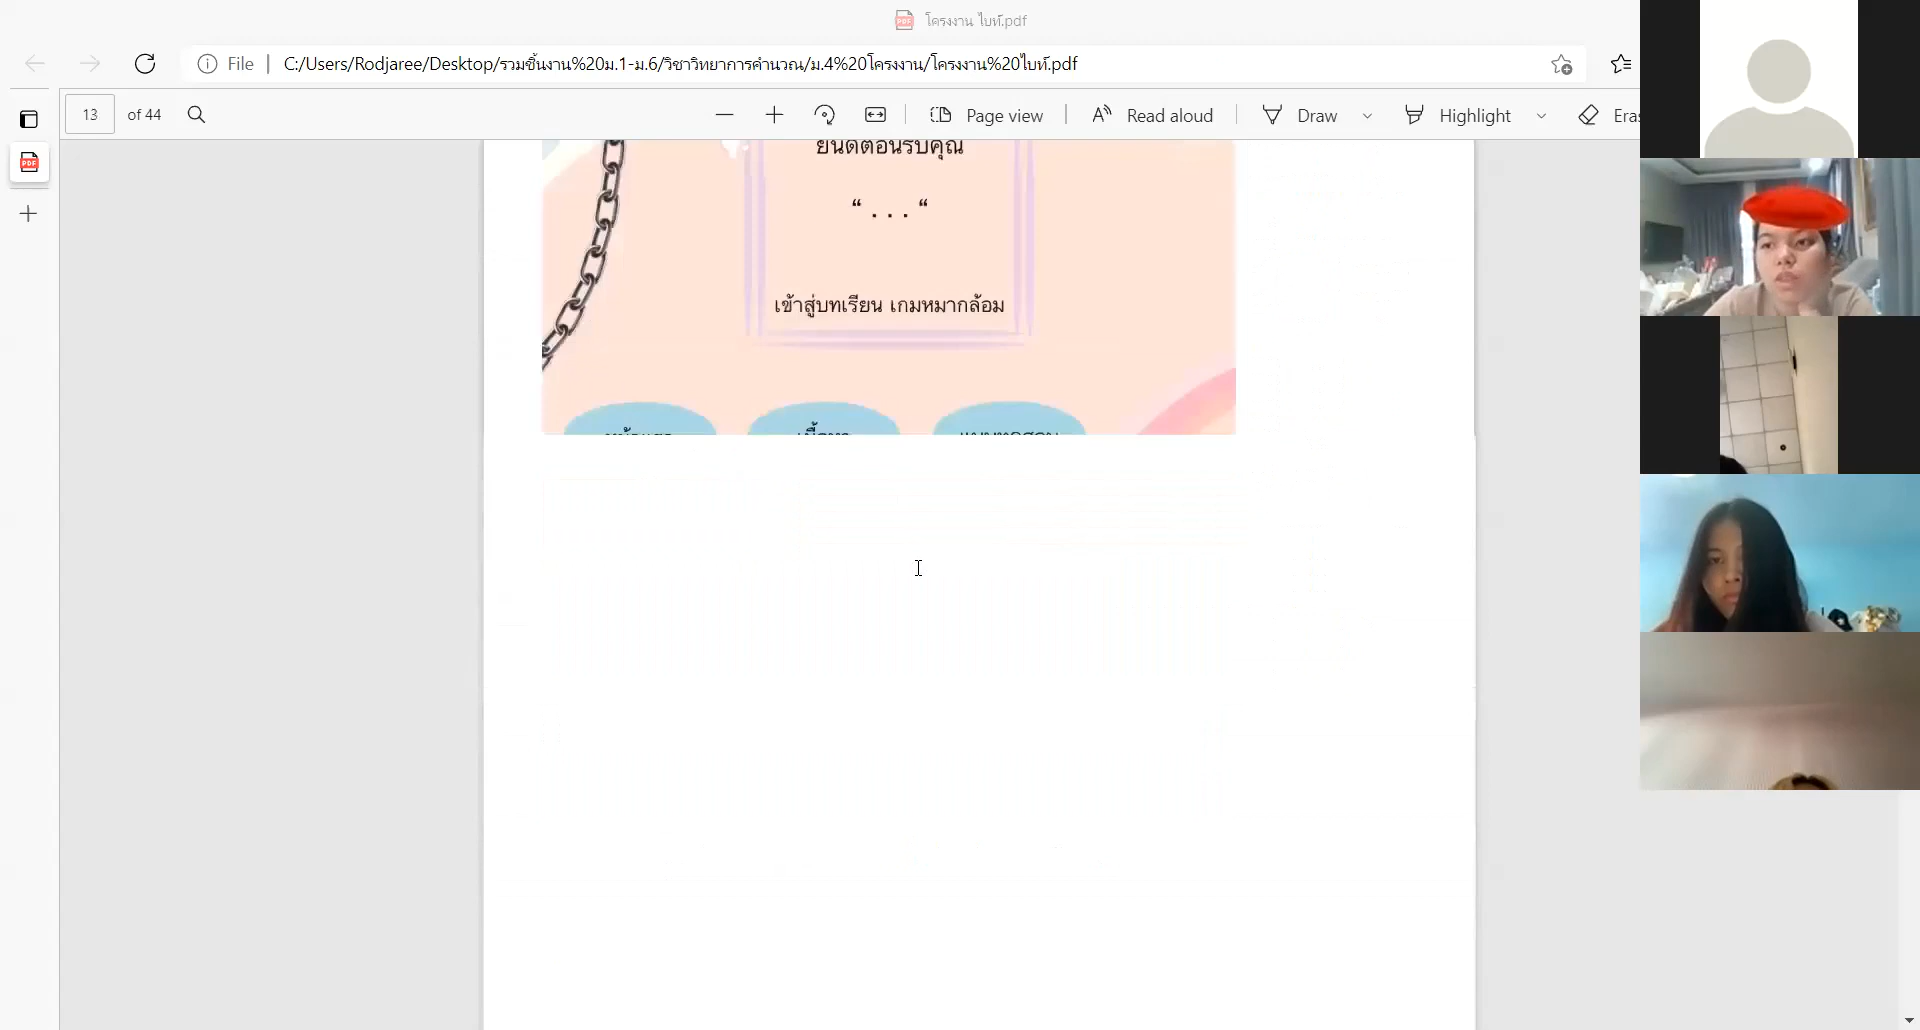 โครงงาน ไบท์.pdf
File
C:/Users/Rodjaree/Desktop/รวมชิ้นงาน%20ม.1-ม.6/วิชาวิทยาการคำนวณ/ม.4%20โครงงาน/โครงงาน%20ไบท์.pdf
13 of 44
Page view
Read aloud
Draw
Highlight
ยินดีต้อนรับคุณ
“ . . . “
เข้าสู่บทเรียน เกมหมากล้อม